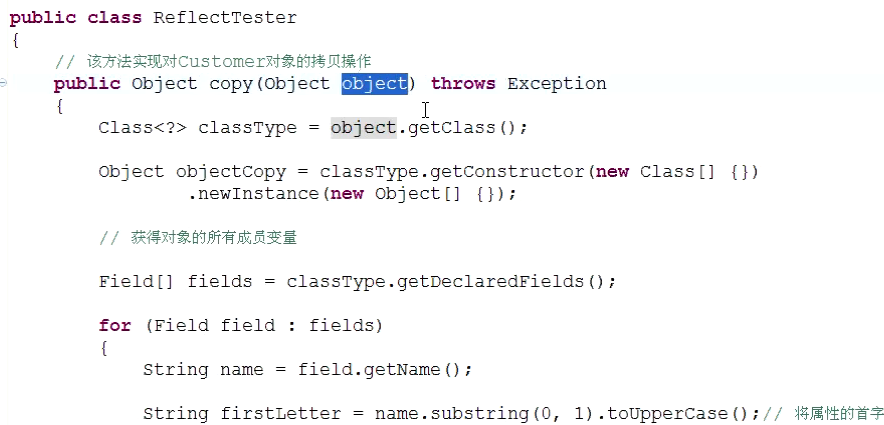 public class ReflectTester
{
// 该方法实现对Customer对象的拷贝操作
public Object copy(Object object) throws Exception
{
Class<?> classType = object.getClass();
Object objectCopy = classType.getConstructor(new Class[] {})
.newInstance(new Object[] {});
// 获得对象的所有成员变量
Field[] fields = classType.getDeclaredFields();
for (Field field : fields)
{
String name = field.getName();
String firstLetter = name.substring(0, 1).toUpperCase();// 将属性的首字